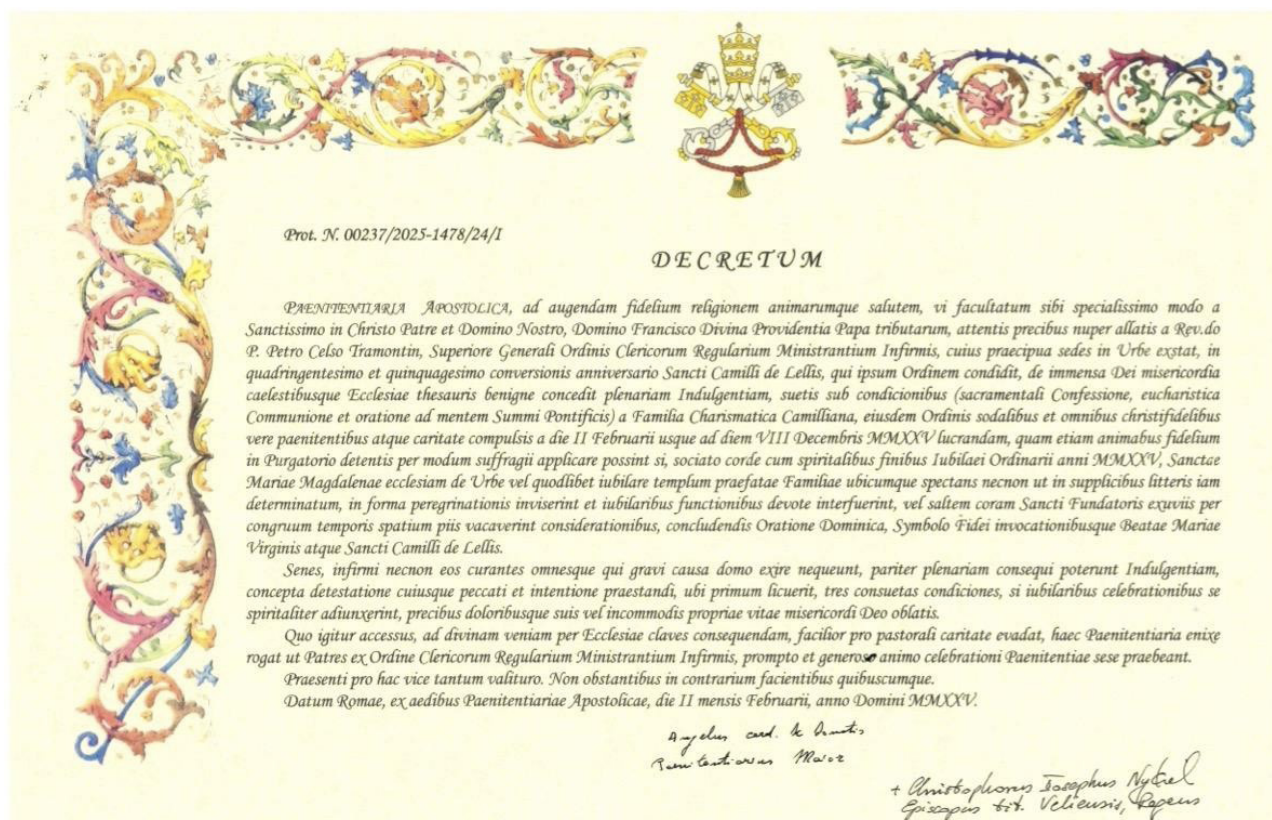 Prot. N. 00237/2025-1478/24/I
DECRETUM
PAENITENTIARIA APOSTOLICA, ad augendam fidelium religionem animarumque salutem, vi facultatum sibi specialissimo modo a
Sanctissimo in Christo Patre et Domino Nostro, Domino Francisco Divina Providentia Papa tributarum, attentis precibus nuper allatis a Rev.do
P. Petro Celso Tramontin, Superiore Generali Ordinis Clericorum Regularium Ministrantium Infirmis, cuius praecipua sedes in Urbe exstat, in
quadringentesimo et quinquagesimo conversionis anniversario Sancti Camilli de Lellis, qui ipsum Ordinem condidit, de immensa Dei misericordia
caelestibusque Ecclesiae thesauris benigne concedit plenariam Indulgentiam, suetis sub condicionibus (sacramentali Confessione, eucharistica
Communione et oratione ad mentem Summi Pontificis) a Familia Charismatica Camilliana, eiusdem Ordinis sodalibus et omnibus christifidelibus
vere paenitentibus atque caritate compulsis a die II Februarii usque ad diem VIII Decembris MMXXV lucrandam, quam etiam animabus fidelium
in Purgatorio detentis per modum suffragii applicare possint si, sociato corde cum spiritalibus finibus Iubilaei Ordinarii anni MMXXV, Sanctae
Mariae Magdalenae ecclesiam de Urbe vel quodlibet iubilare templum praefatae Familiae ubicumque spectans necnon ut in supplicibus litteris iam
determinatum, in forma peregrinationis inviserint et iubilaribus functionibus devote interfuerint, vel saltem coram Sancti Fundatoris exuviis per
congruum temporis spatium piis vacaverint considerationibus, concludendis Oratione Dominica, Symbolo Fidei invocationibusque Beatae Mariae
Virginis atque Sancti Camilli de Lellis.
Senes, infirmi necnon eos curantes omnesque qui gravi causa domo exire nequeunt, pariter plenariam consequi poterunt Indulgentiam,
concepta detestatione cuiusque peccati et intentione praestandi, ubi primum licuerit, tres consuetas condiciones, si iubilaribus celebrationibus se
spiritaliter adiunxerint, precibus doloribusque suis vel incommodis propriae vitae misericordi Deo oblatis.
Quo igitur accessus, ad divinam veniam per Ecclesiae claves consequendam, facilior pro pastorali caritate evadat, haec Paenitentiaria enixe
rogat ut Patres ex Ordine Clericorum Regularium Ministrantium Infirmis, prompto et generoso animo celebrationi Paenitentiae sese praebeant.
Praesenti pro hac vice tantum valituro. Non obstantibus in contrarium facientibus quibuscumque.
Datum Romae, ex aedibus Paenitentiariae Apostolicae, die II mensis Februarii, anno Domini MMXXV.
Angelus card. De Donatis
Paenitentiarius Maior
+ Christophorus Iosephus Nykiel
Episcopus tit. Veliensis, Regens